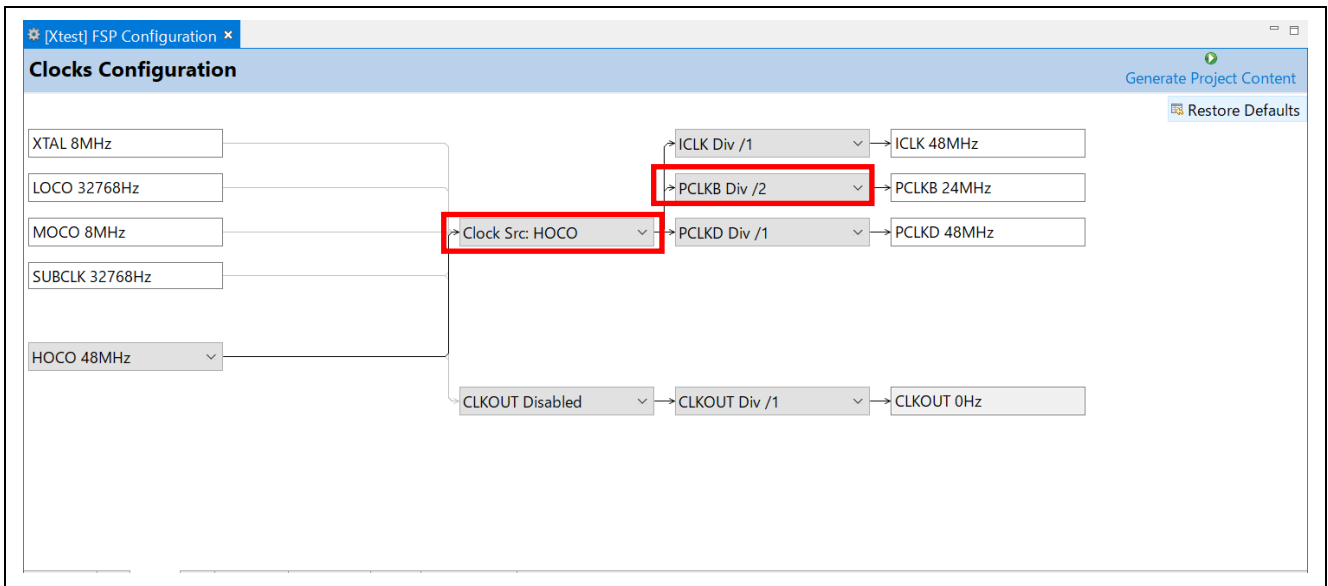 [Xtest] FSP Configuration ×
Clocks Configuration
Generate Project Content
Restore Defaults
XTAL 8MHz
ICLK Div /1
ICLK 48MHz
LOCO 32768Hz
PCLKB Div /2
PCLKB 24MHz
MOCO 8MHz
Clock Src: HOCO
PCLKD Div /1
PCLKD 48MHz
SUBCLK 32768Hz
HOCO 48MHz
CLKOUT Disabled
CLKOUT Div /1
CLKOUT 0Hz